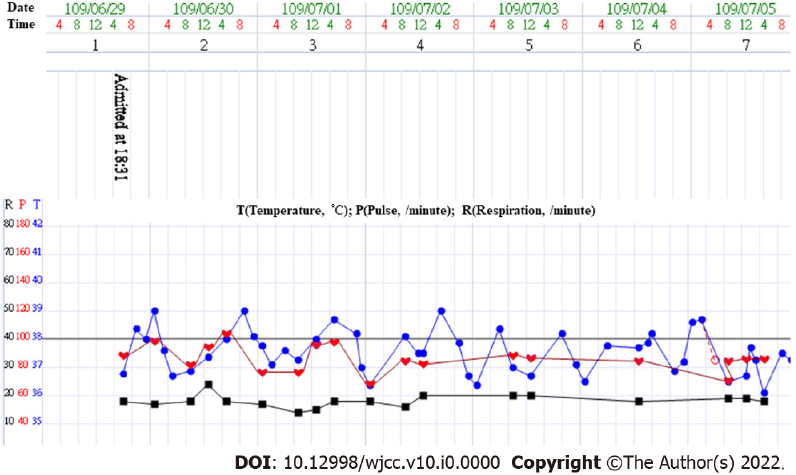 Date 109/06/29 109/06/30 109/07/01 109/07/02 109/07/03 109/07/04 109/07/05
Time 4 8 12 4 8 4 8 12 4 8 4 8 12 4 8 4 8 12 4 8 4 8 12 4 8 4 8 12 4 8 4 8 12 4 8
1 2 3 4 5 6 7
Admitted at 18:31
R P T
T(Temperature, °C); P(Pulse, /minute); R(Respiration, /minute)
80 180 42
70 160 41
60 140 40
50 120 39
40 100 38
30 80 37
20 60 36
10 40 35
DOI: 10.12998/wjcc.v10.i0.0000 Copyright ©The Author(s) 2022.